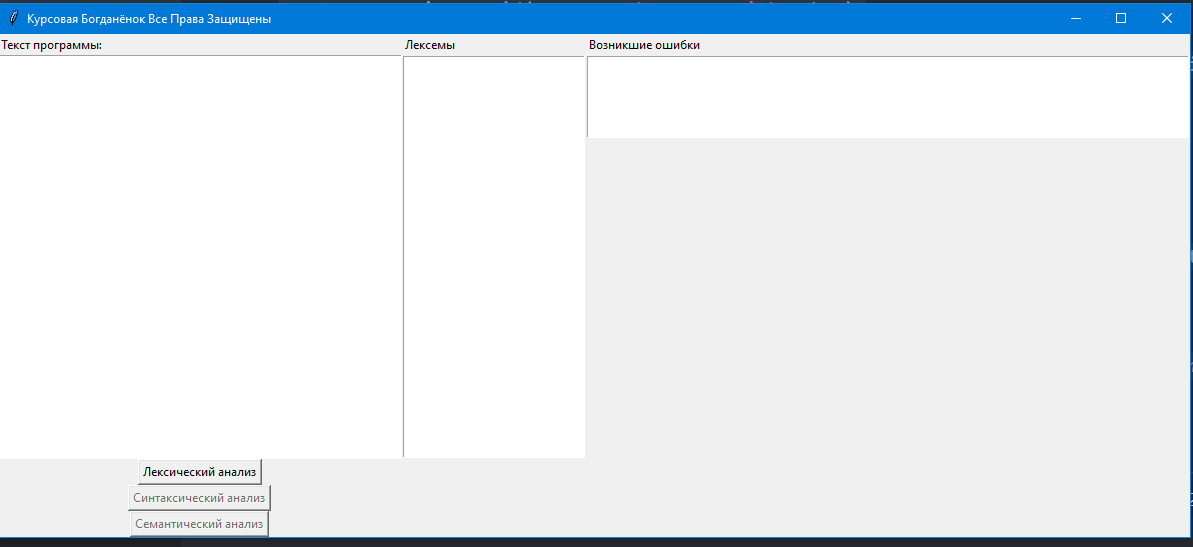 Курсовая Богданёнок Все Права Защищены
Текст программы:
Лексемы
Возникшие ошибки
Лексический анализ
Синтаксический анализ
Семантический анализ